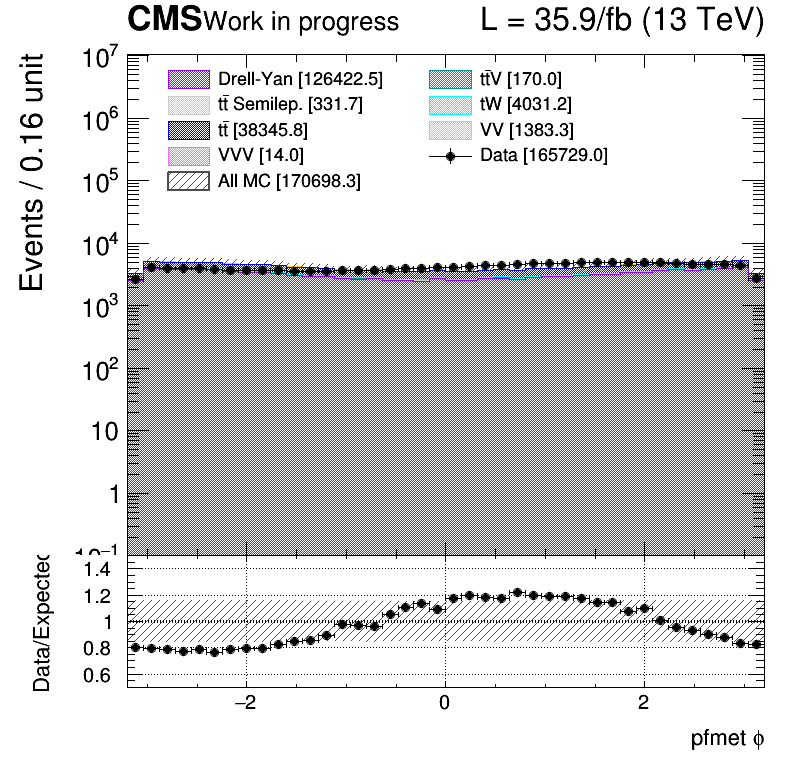 CMS Work in progress L = 35.9/fb (13 TeV)
Events / 0.16 unit
10⁷
10⁶
10⁵
10⁴
10³
10²
10
1
10⁻¹
Drell-Yan [126422.5]
tt̄ Semilep. [331.7]
tt̄ [38345.8]
VVV [14.0]
All MC [170698.3]
tt̄V [170.0]
tW [4031.2]
VV [1383.3]
Data [165729.0]
Data/Expected
1.4
1.2
1
0.8
0.6
−2 0 2
pfmet ϕ